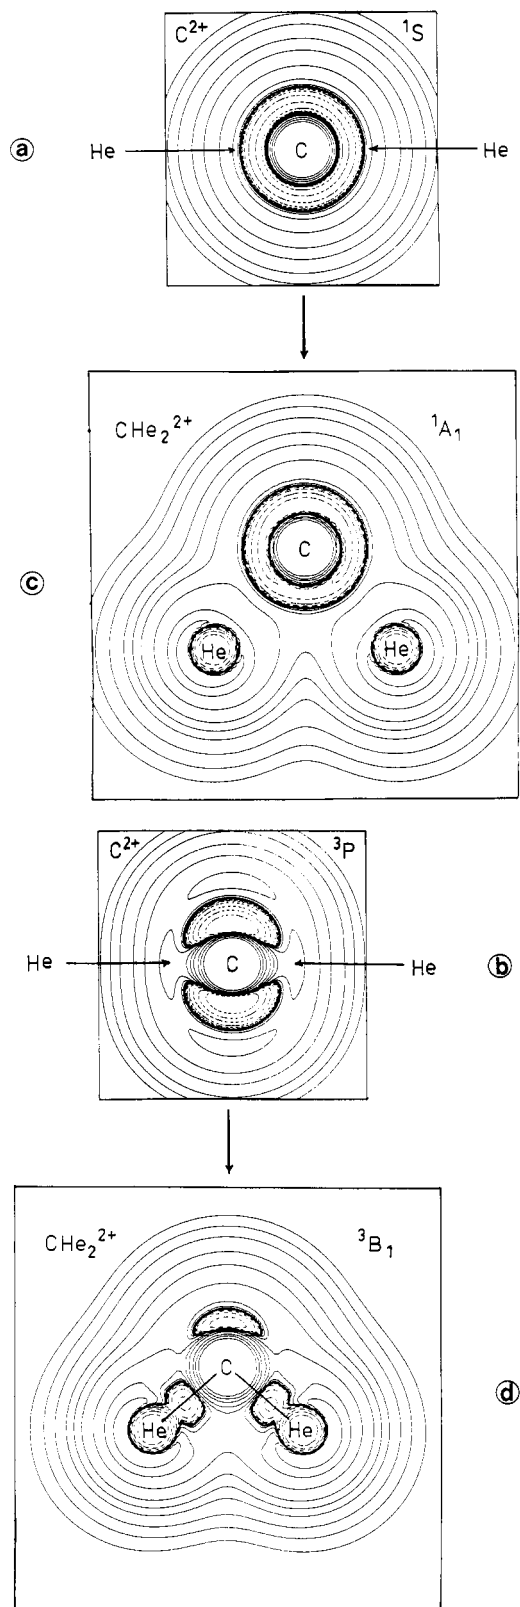 C²⁺ ¹S
a He C He
CHe₂²⁺ ¹A₁
C
c
He He
C²⁺ ³P
He C He b
CHe₂²⁺ ³B₁
C
d
He He